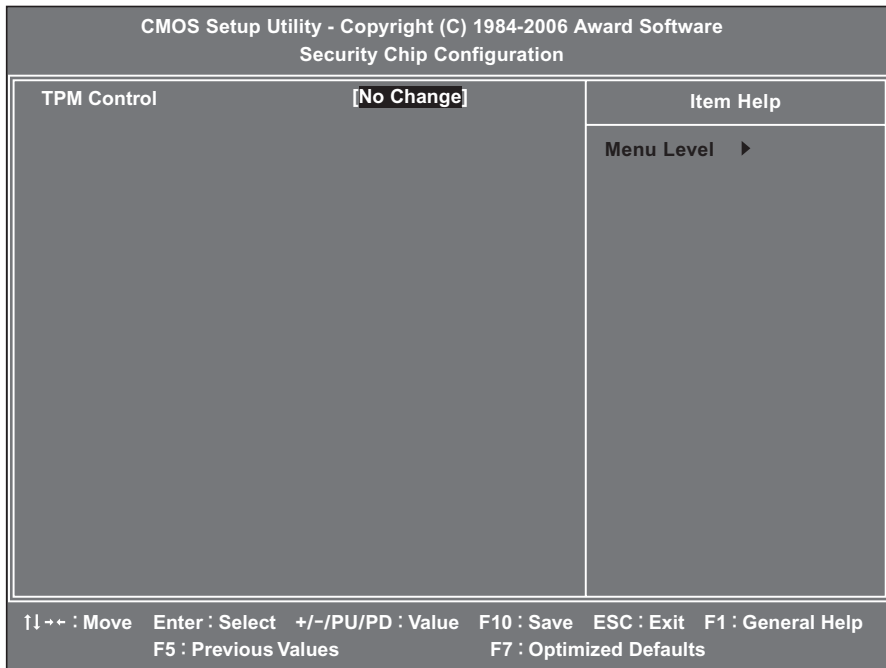 CMOS Setup Utility - Copyright (C) 1984-2006 Award Software
Security Chip Configuration
TPM Control [No Change]
Item Help
Menu Level ▶
↑↓→← : Move Enter : Select +/-/PU/PD : Value F10 : Save ESC : Exit F1 : General Help
F5 : Previous Values F7 : Optimized Defaults